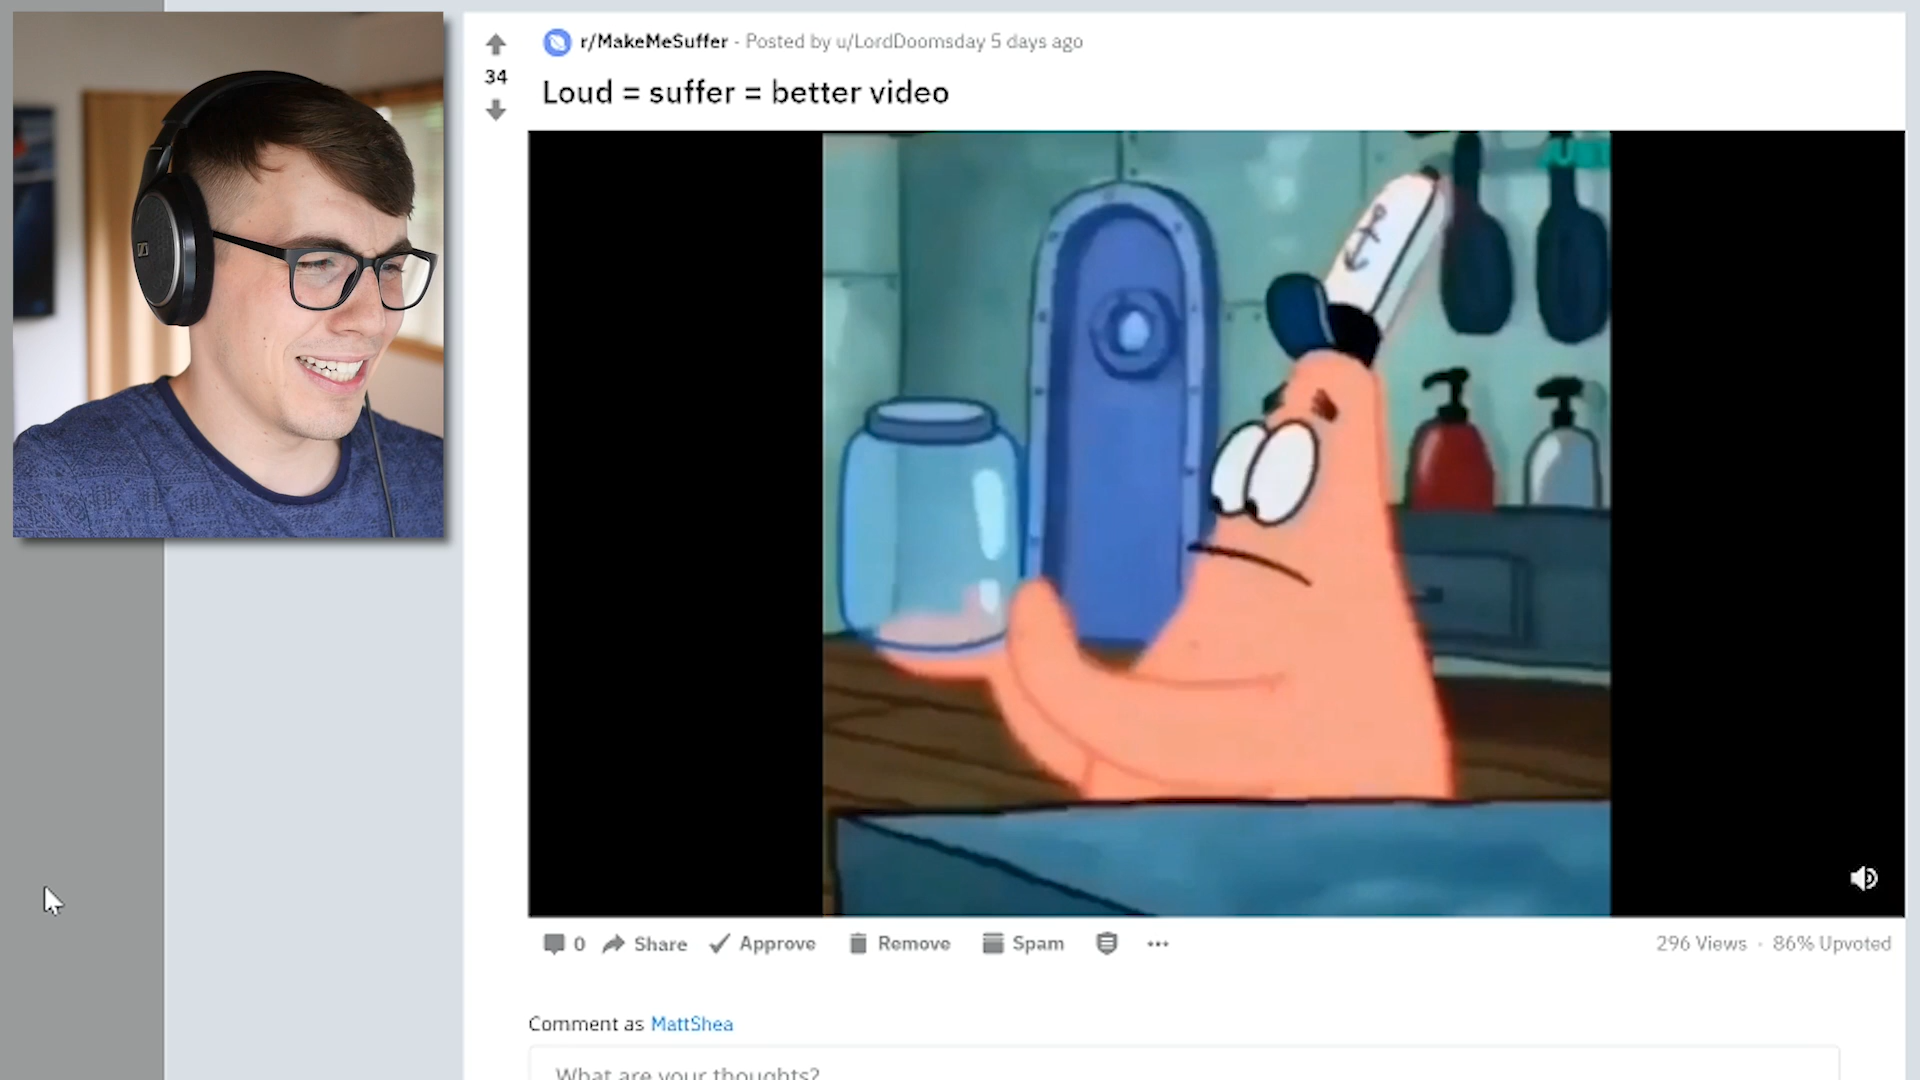 r/MakeMeSuffer - Posted by u/LordDoomsday 5 days ago
34
Loud = suffer = better video
0 Share Approve Remove Spam ...
296 Views · 86% Upvoted
Comment as MattShea
What are your thoughts?